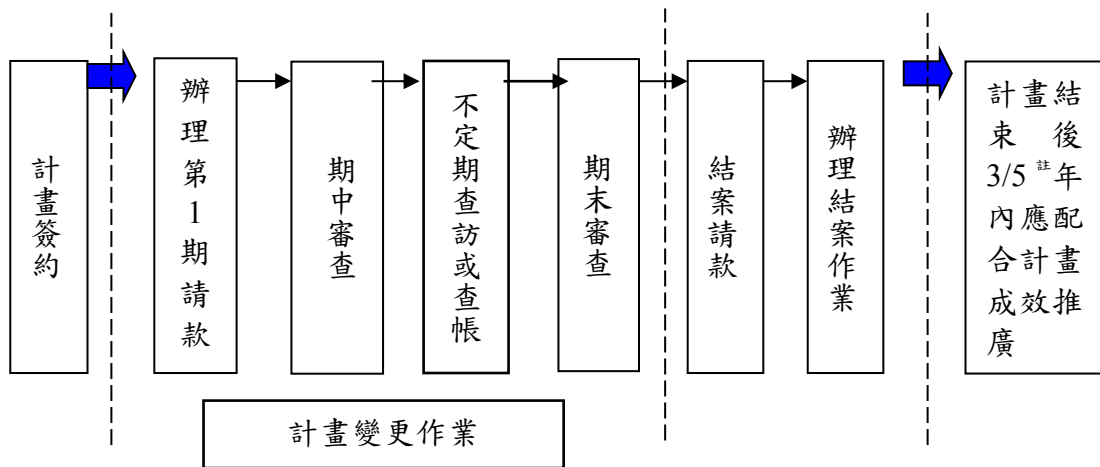 計畫簽約
辦理第1期請款
期中審查
不定期查訪或查帳
期末審查
結案請款
辦理結案作業
計畫結
束後
3/5 註年
內應配
合計畫
成效推
廣
計畫變更作業